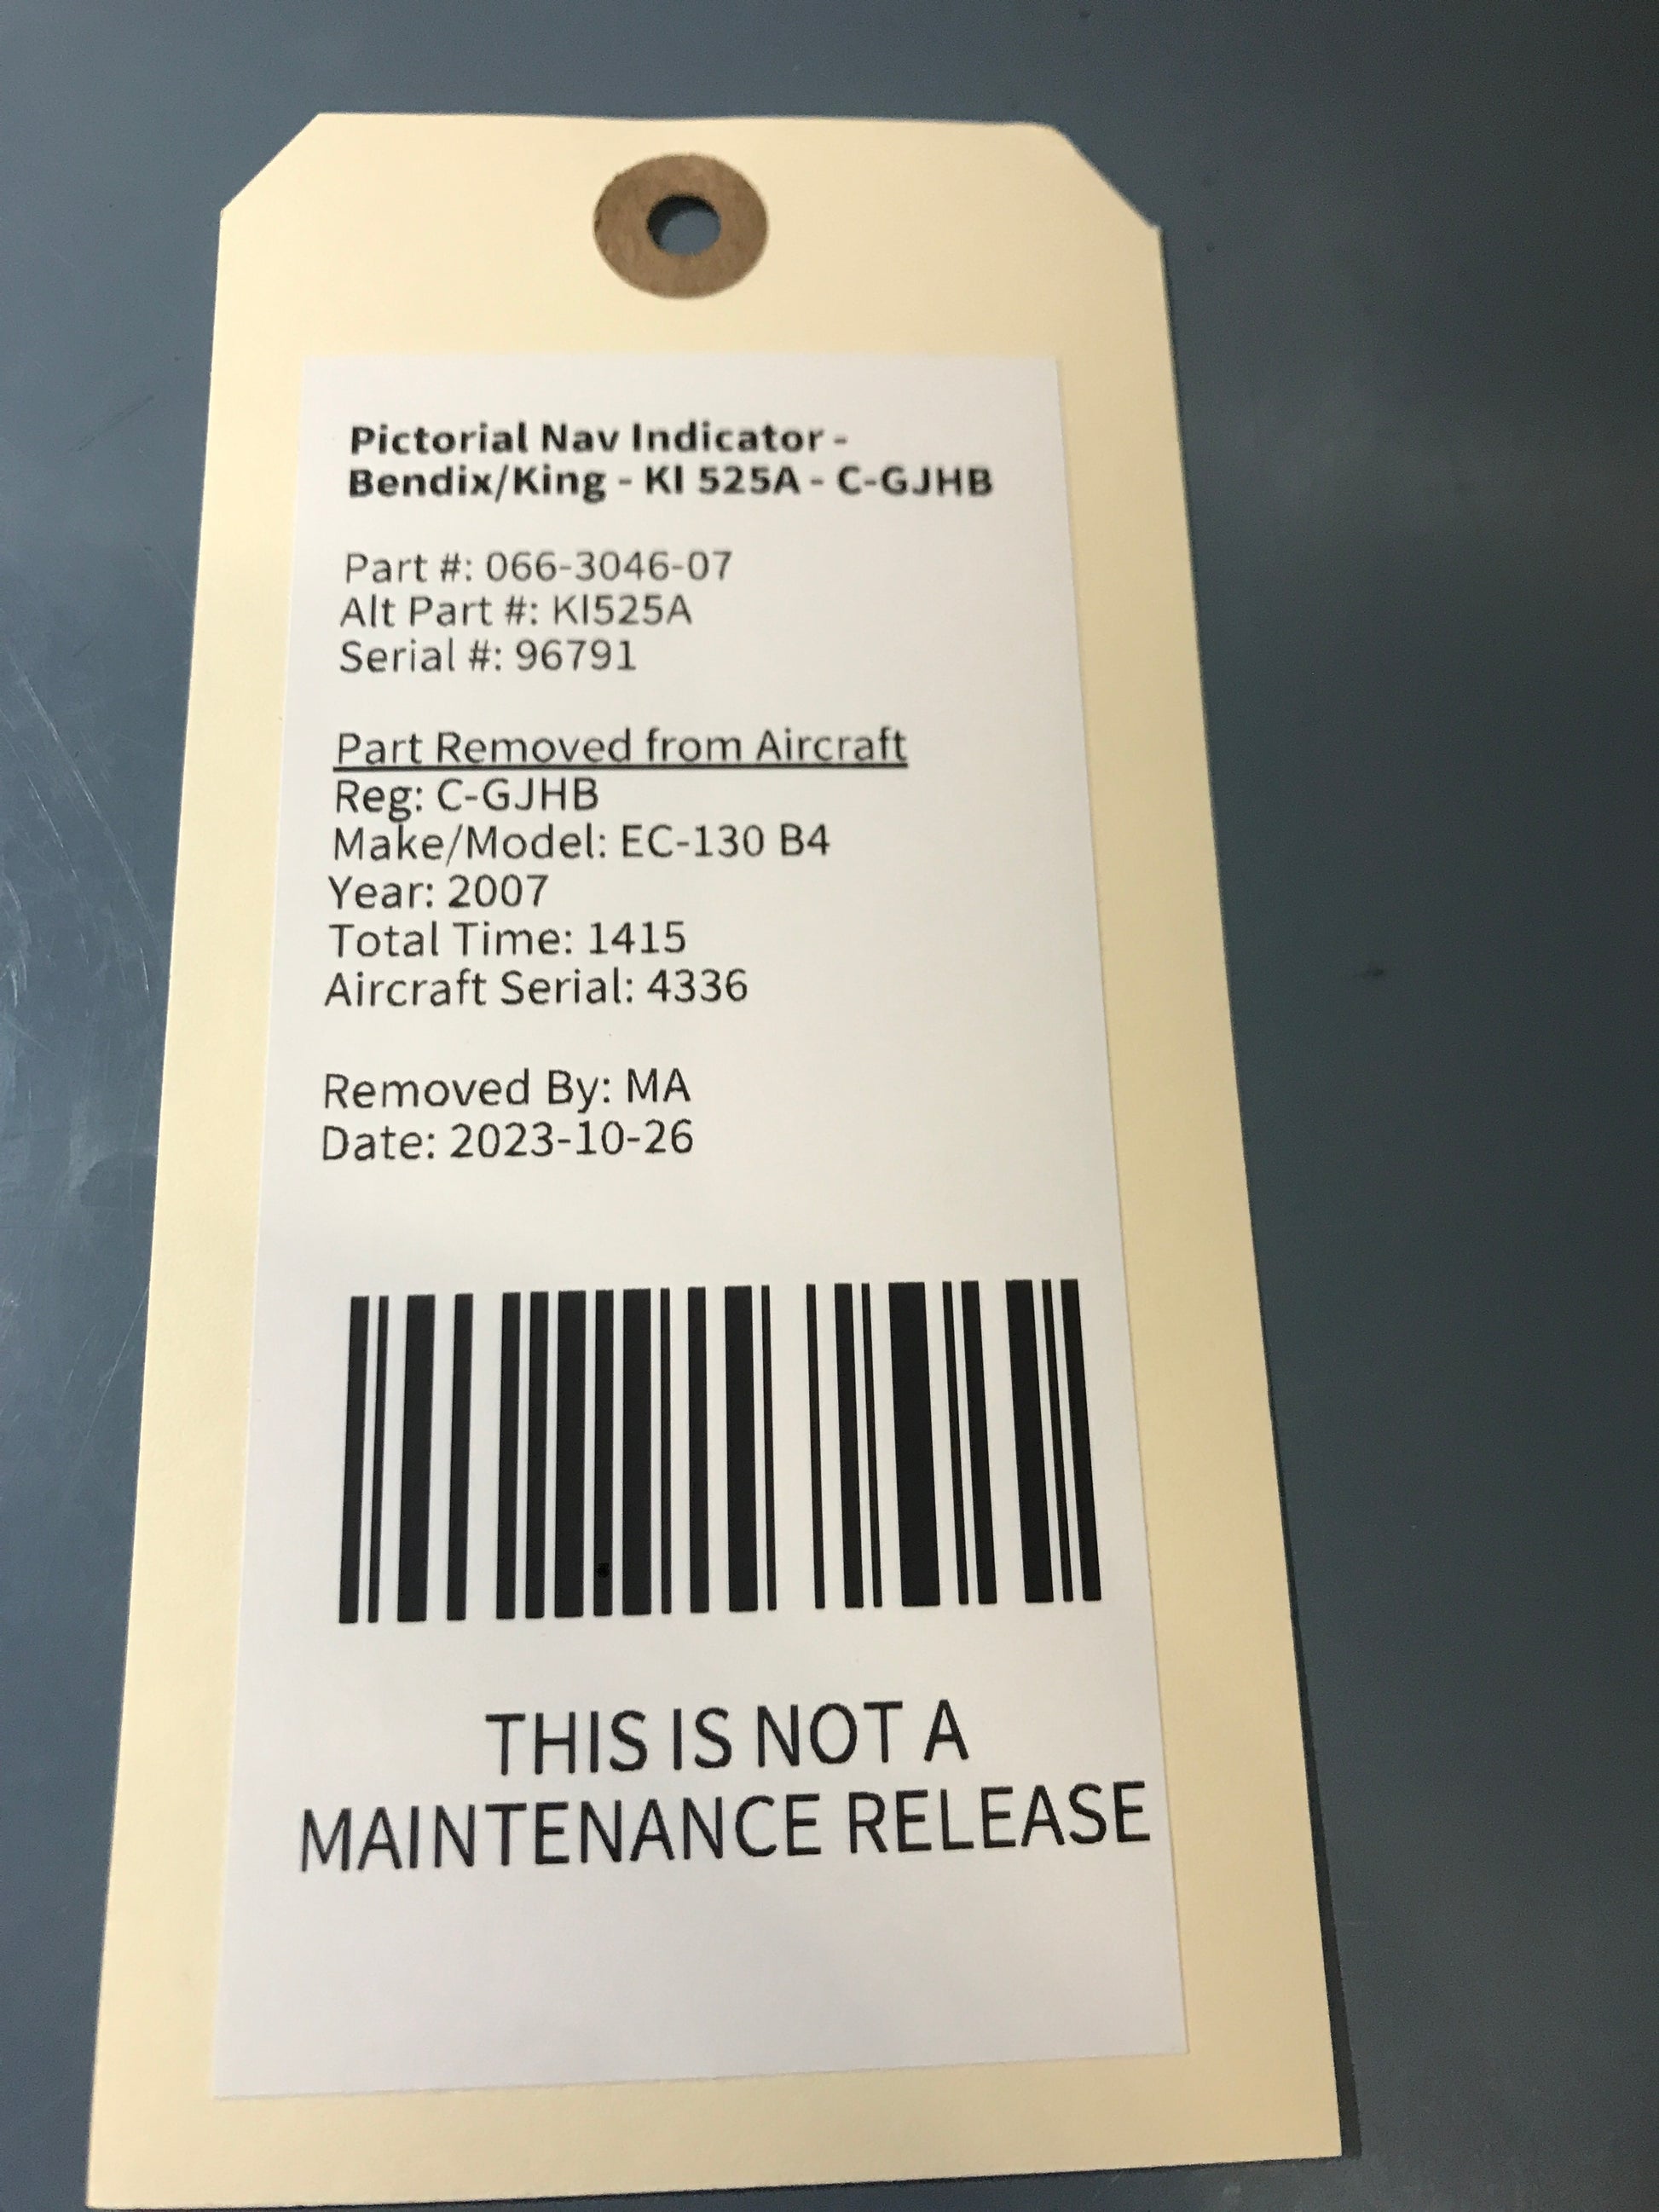 Pictorial Nav Indicator -
Bendix/King - KI 525A - C-GJHB
Part #: 066-3046-07
Alt Part #: KI525A
Serial #: 96791
Part Removed from Aircraft
Reg: C-GJHB
Make/Model: EC-130 B4
Year: 2007
Total Time: 1415
Aircraft Serial: 4336
Removed By: MA
Date: 2023-10-26
THIS IS NOT A
MAINTENANCE RELEASE